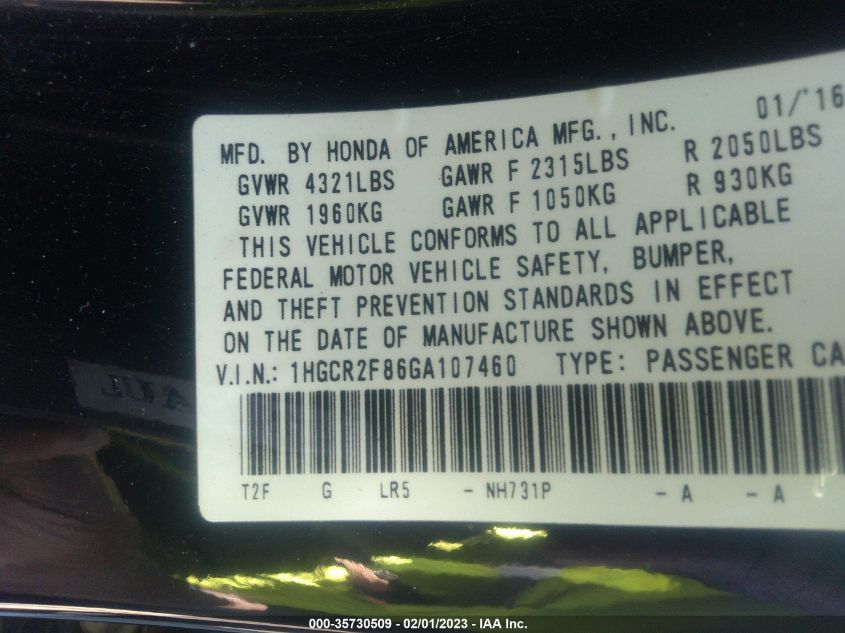 01/'16
MFD. BY HONDA OF AMERICA MFG., INC.
GVWR 4321LBS GAWR F 2315LBS R 2050LBS
GVWR 1960KG GAWR F 1050KG R 930KG
THIS VEHICLE CONFORMS TO ALL APPLICABLE
FEDERAL MOTOR VEHICLE SAFETY, BUMPER,
AND THEFT PREVENTION STANDARDS IN EFFECT
ON THE DATE OF MANUFACTURE SHOWN ABOVE.
V.I.N.: 1HGCR2F86GA107460 TYPE: PASSENGER CA
T2F G LR5 - NH731P - A - A
000-35730509 - 02/01/2023 - IAA Inc.